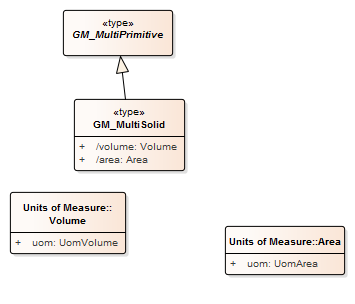 «type»
GM_MultiPrimitive
«type»
GM_MultiSolid
+ /volume: Volume
+ /area: Area
Units of Measure::
Volume
+ uom: UomVolume
Units of Measure::Area
+ uom: UomArea